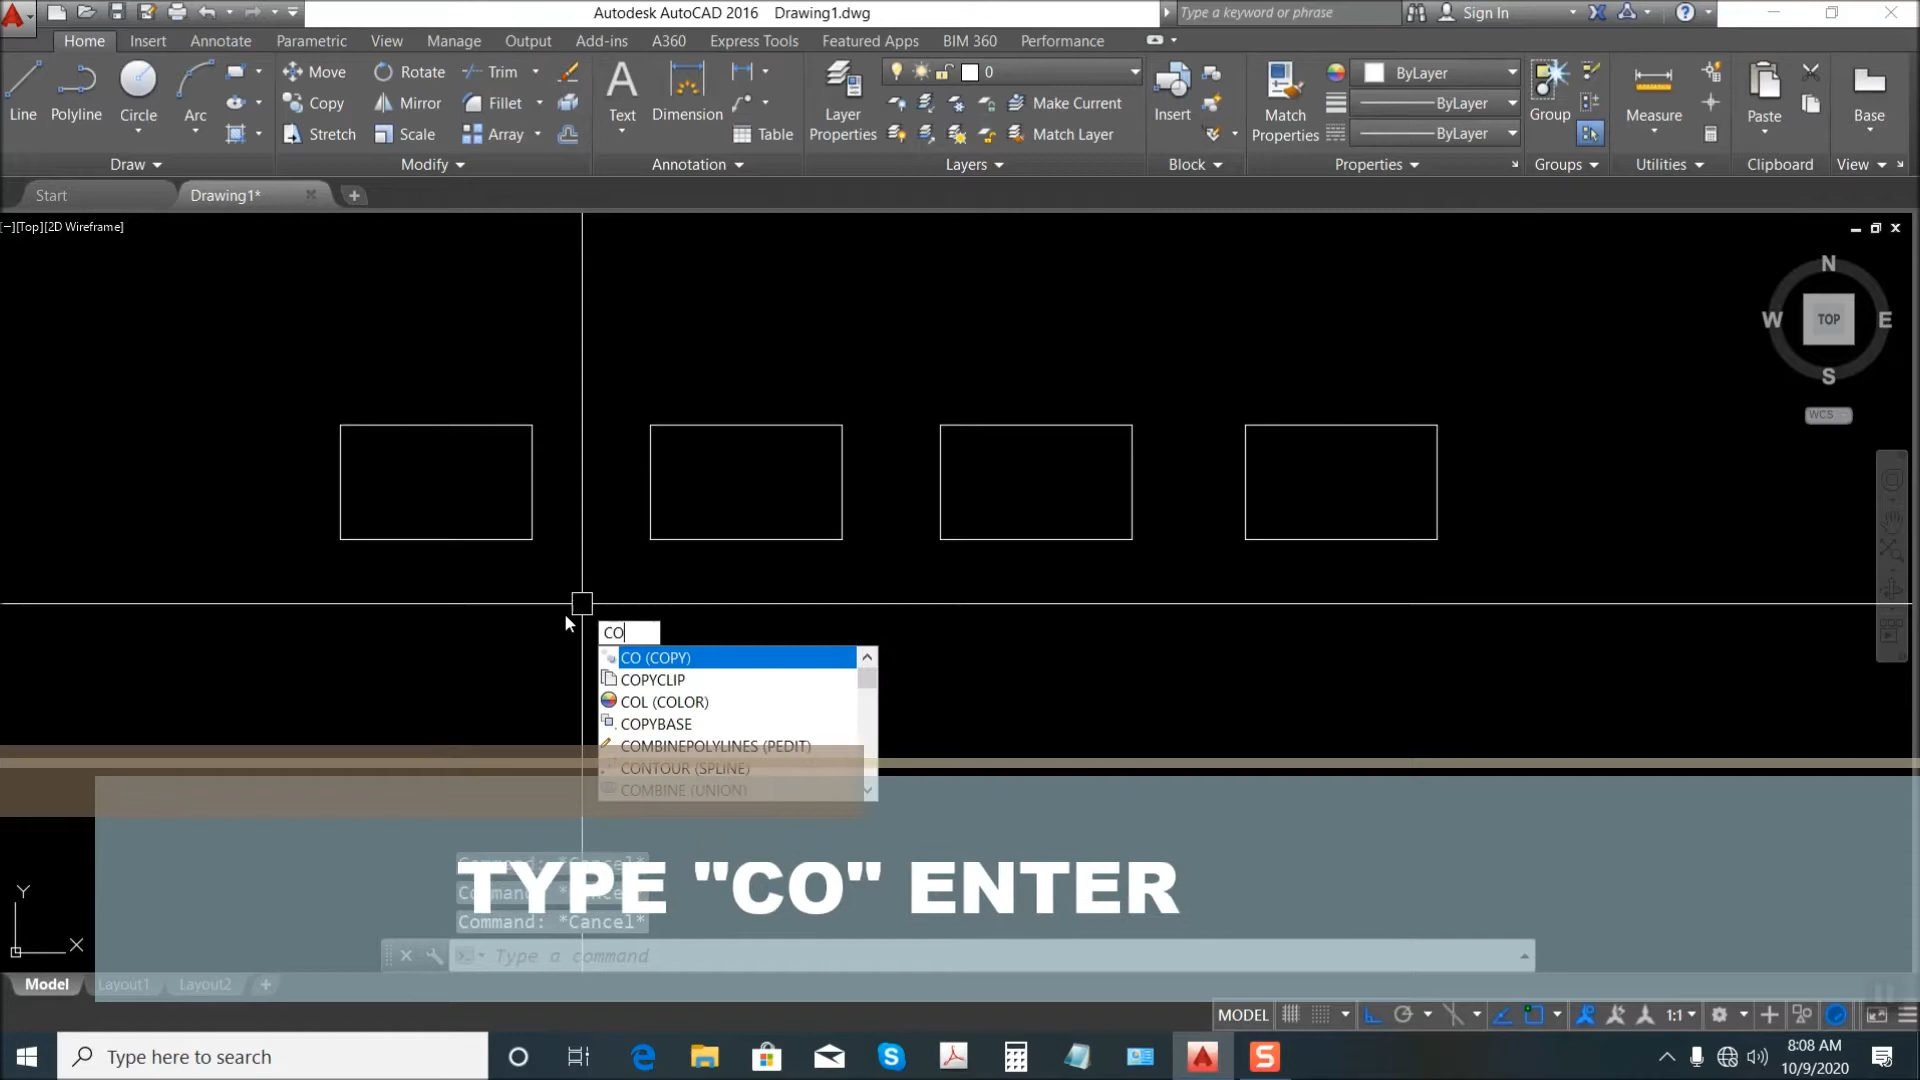 Autodesk AutoCAD 2016 Drawing1.dwg
Type a keyword or phrase
Sign In
Home Insert Annotate Parametric View Manage Output Add-ins A360 Express Tools Featured Apps BIM 360 Performance
Line
Polyline
Circle
Arc
Move Rotate Trim
Copy Mirror Fillet
Stretch Scale Array
Text
Dimension
Table
Layer
Properties
0
Make Current
Match Layer
Insert
Match
Properties
ByLayer
ByLayer
ByLayer
Group
Measure
Paste
Base
Draw Modify Annotation Layers Block Properties Groups Utilities Clipboard View
Start Drawing1*
[−][Top][2D Wireframe]
N
W TOP E
S
WCS
CO
CO (COPY)
COPYCLIP
COL (COLOR)
COPYBASE
COMBINEPOLYLINES (PEDIT)
CONTOUR (SPLINE)
COMBINE (UNION)
Command: *Cancel*
Command: *Cancel*
Command: *Cancel*
TYPE "CO" ENTER
Type a command
Y
X
Model Layout1 Layout2
MODEL 1:1
Type here to search
8:08 AM
10/9/2020